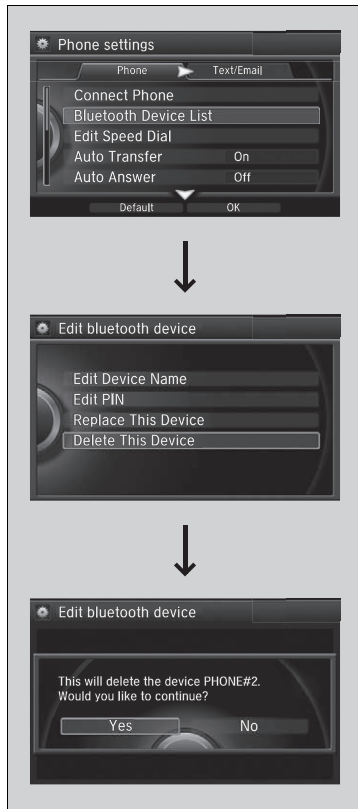 Phone settings
Phone Text/Email
Connect Phone
Bluetooth Device List
Edit Speed Dial
Auto Transfer On
Auto Answer Off
Default OK
Edit bluetooth device
Edit Device Name
Edit PIN
Replace This Device
Delete This Device
Edit bluetooth device
This will delete the device PHONE#2.
Would you like to continue?
Yes No